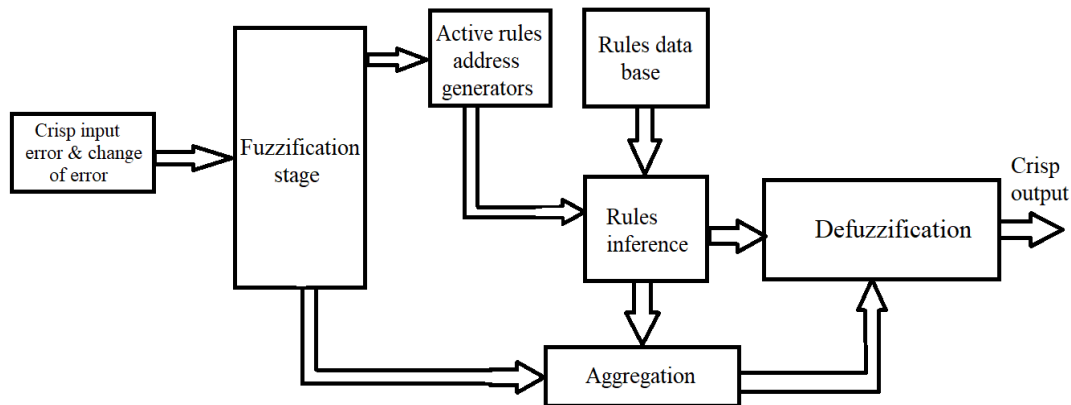 Crisp input
error & change
of error
Fuzzification
stage
Active rules
address
generators
Rules data
base
Rules
inference
Aggregation
Defuzzification
Crisp
output